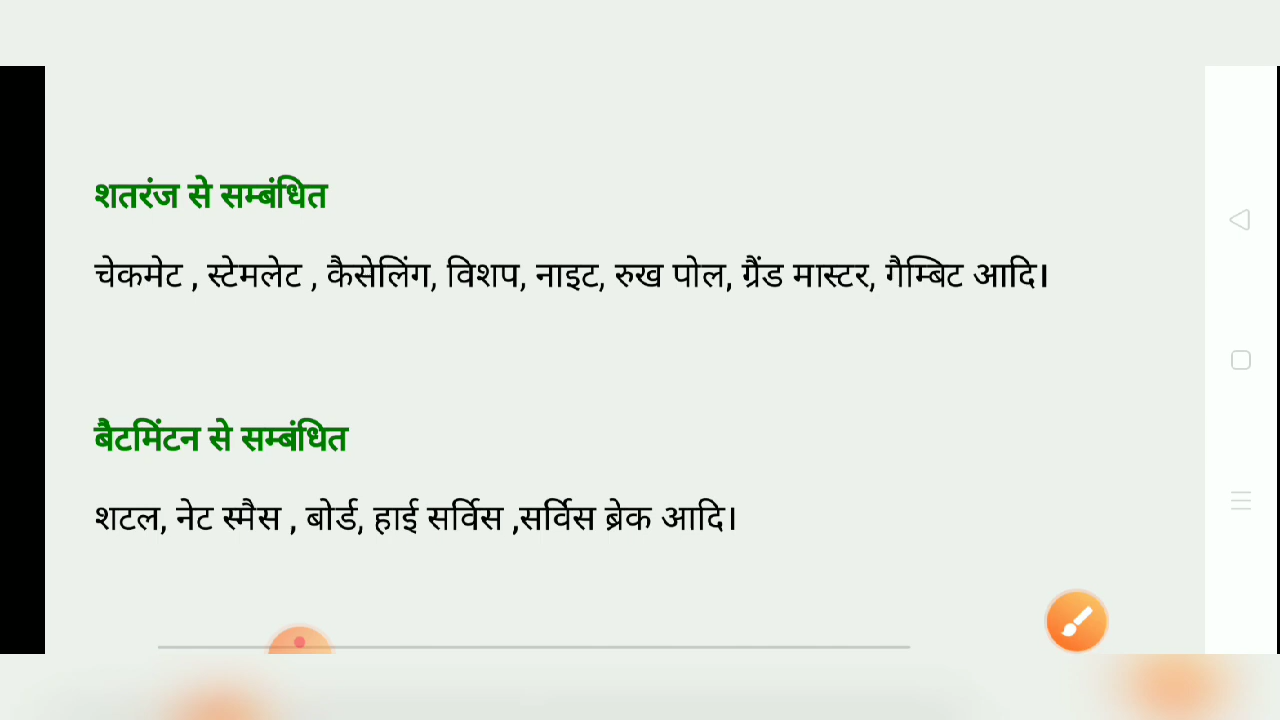 शतरंज से सम्बंधित
चेकमेट , स्टेमलेट , कैसेलिंग, विशप, नाइट, रुख पोल, ग्रैंड मास्टर, गैम्बिट आदि।
बैटमिंटन से सम्बंधित
शटल, नेट स्मैस , बोर्ड, हाई सर्विस ,सर्विस ब्रेक आदि।